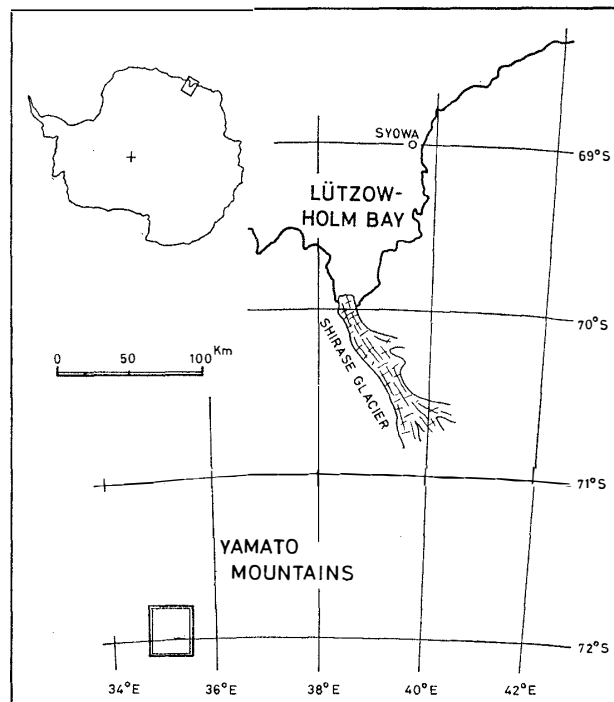 SYOWA
69°S
LÜTZOW-
HOLM BAY
70°S
SHIRASE GLACIER
0 50 100 Km
71°S
YAMATO
MOUNTAINS
72°S
34°E 36°E 38°E 40°E 42°E